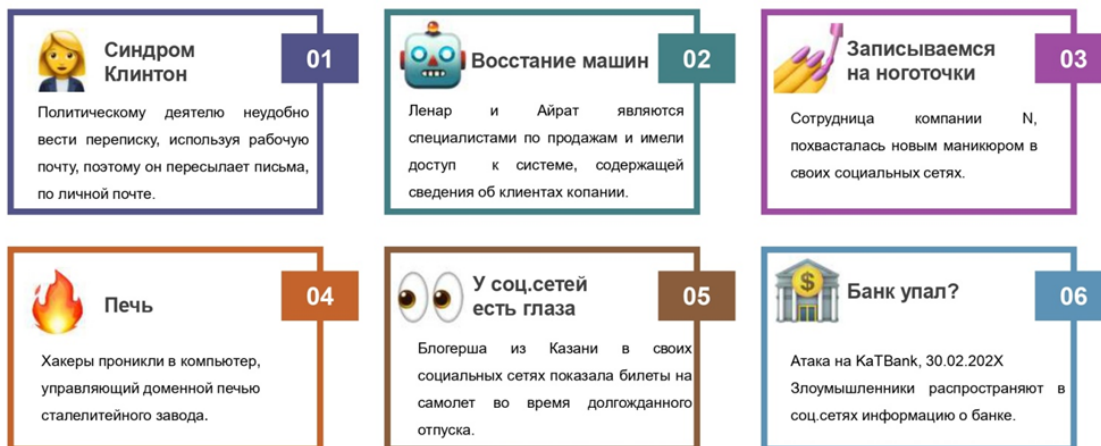 Синдром
Клинтон
01
Политическому деятелю неудобно
вести переписку, используя рабочую
почту, поэтому он пересылает письма,
по личной почте.
Восстание машин
02
Ленар и Айрат являются
специалистами по продажам и имели
доступ к системе, содержащей
сведения об клиентах копании.
Записываемся
на ноготочки
03
Сотрудница компании N,
похвасталась новым маникюром в
своих социальных сетях.
Печь
04
Хакеры проникли в компьютер,
управляющий доменной печью
сталелитейного завода.
У соц.сетей
есть глаза
05
Блогерша из Казани в своих
социальных сетях показала билеты на
самолет во время долгожданного
отпуска.
Банк упал?
06
Атака на KaTBank, 30.02.202X
Злоумышленники распространяют в
соц.сетях информацию о банке.